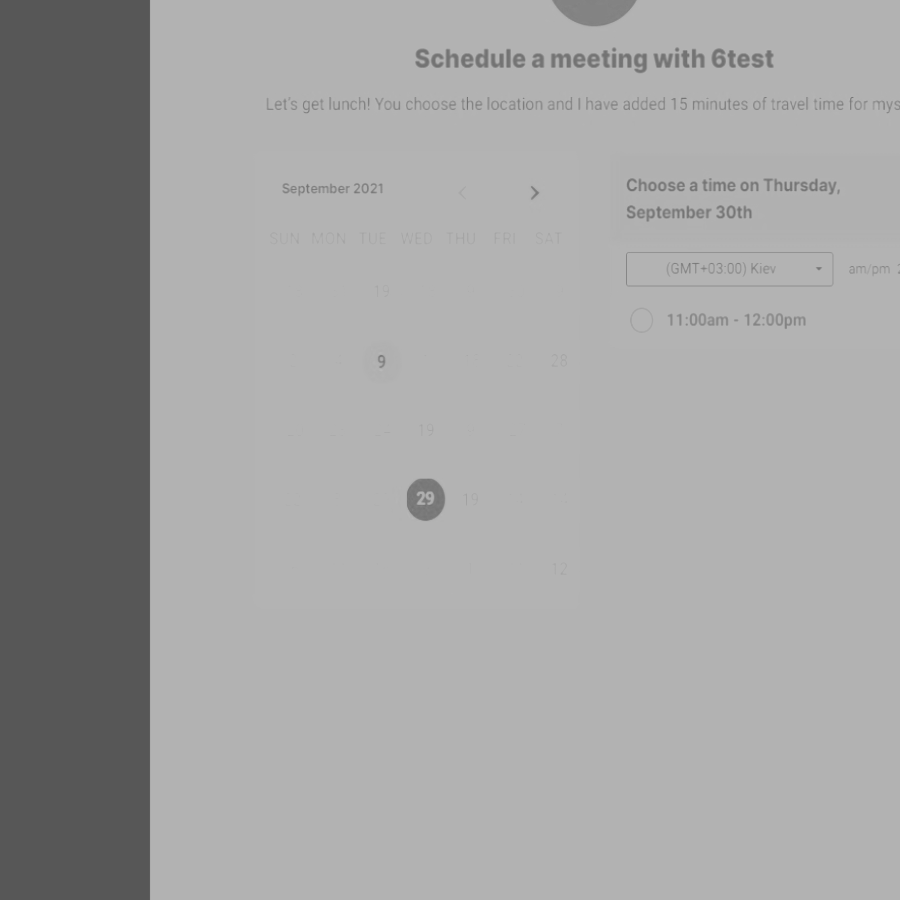 Schedule a meeting with 6test
Let's get lunch! You choose the location and I have added 15 minutes of travel time for
September 2021
SUN MON TUE WED THU FRI SAT
19
9 28
19
29 19
12
Choose a time on Thursday,
September 30th
(GMT+03:00) Kiev am/pm
11:00am - 12:00pm